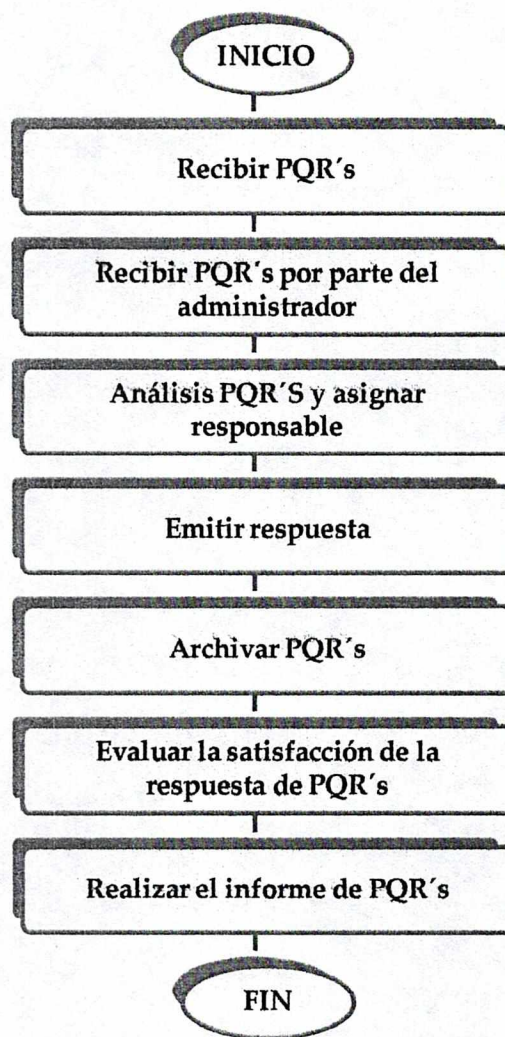 INICIO
Recibir PQR´s
Recibir PQR´s por parte del
administrador
Análisis PQR´S y asignar
responsable
Emitir respuesta
Archivar PQR´s
Evaluar la satisfacción de la
respuesta de PQR´s
Realizar el informe de PQR´s
FIN